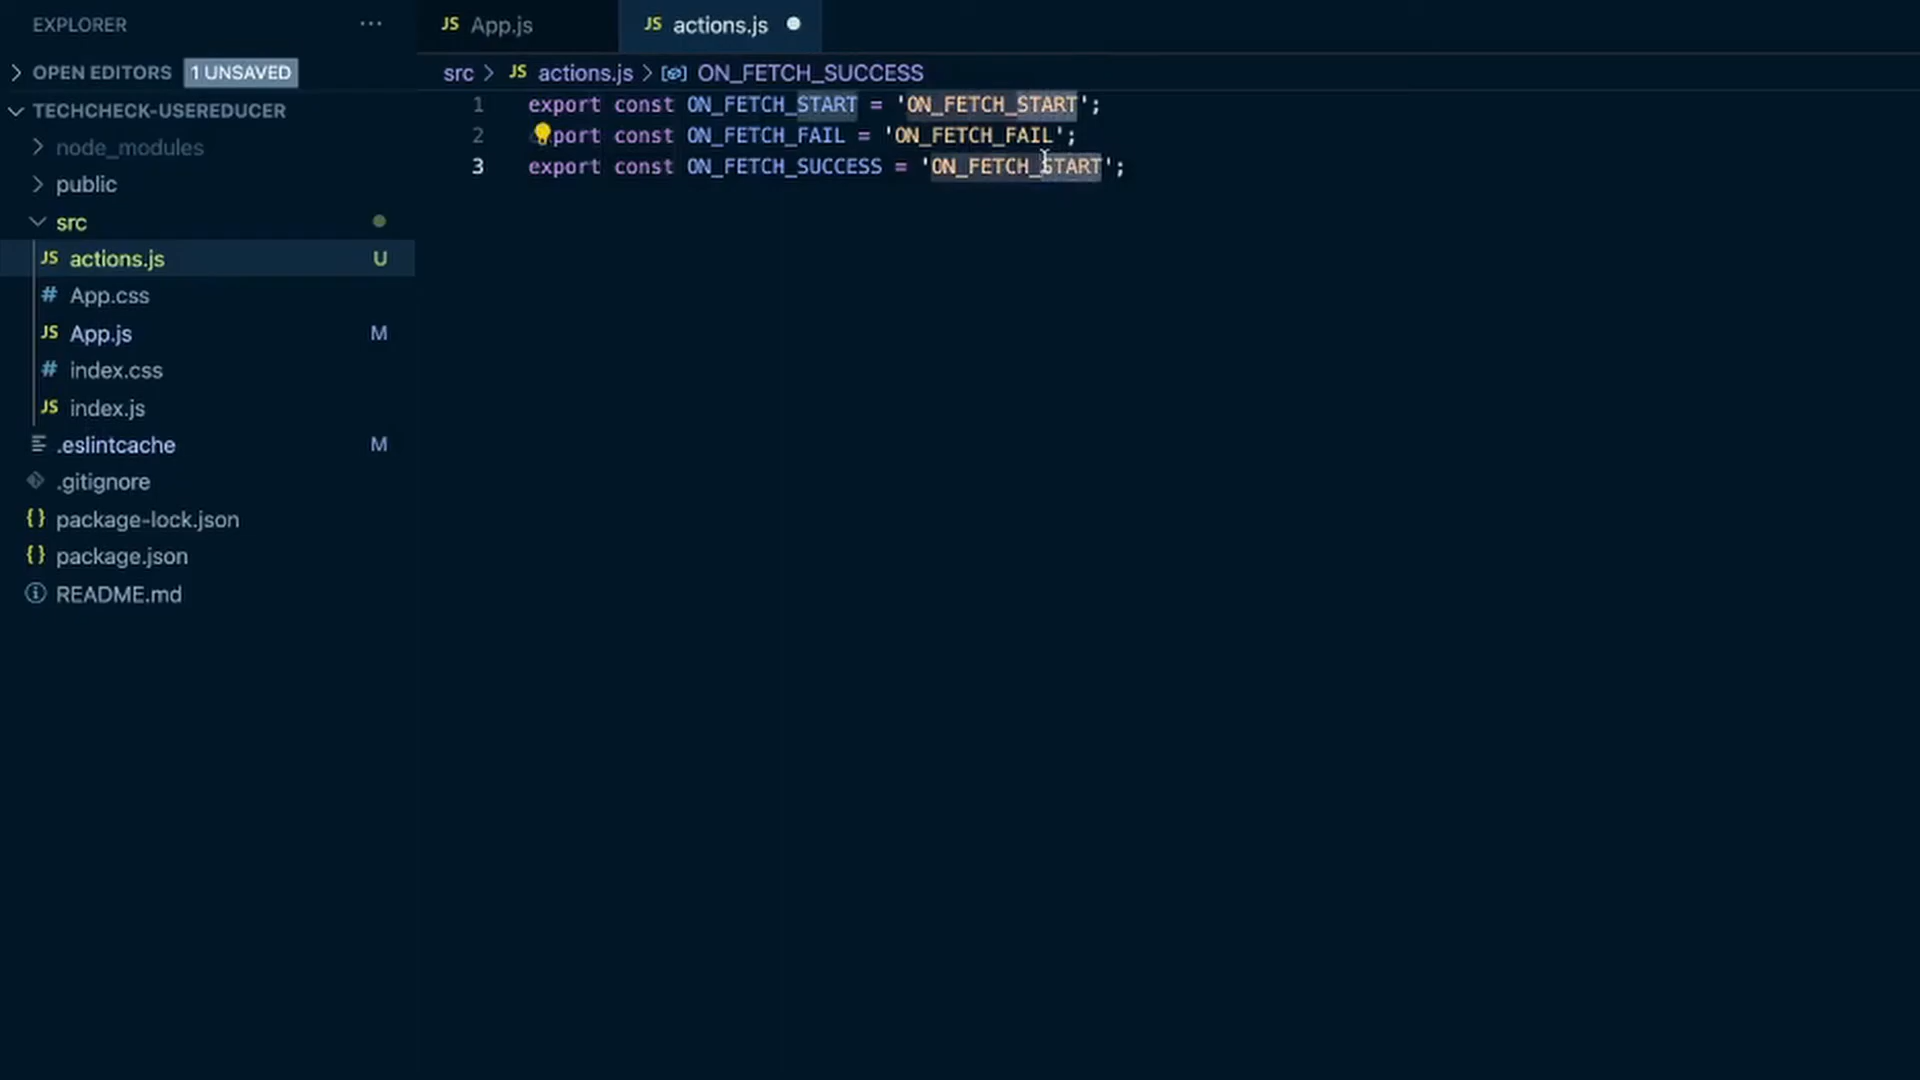 EXPLORER
OPEN EDITORS 1 UNSAVED
TECHCHECK-USEREDUCER
node_modules
public
src
JS actions.js U
# App.css
JS App.js M
# index.css
JS index.js
.eslintcache M
.gitignore
{} package-lock.json
{} package.json
README.md
JS App.js
JS actions.js
src > JS actions.js > ON_FETCH_SUCCESS
1 export const ON_FETCH_START = 'ON_FETCH_START';
2 port const ON_FETCH_FAIL = 'ON_FETCH_FAIL';
3 export const ON_FETCH_SUCCESS = 'ON_FETCH_START';